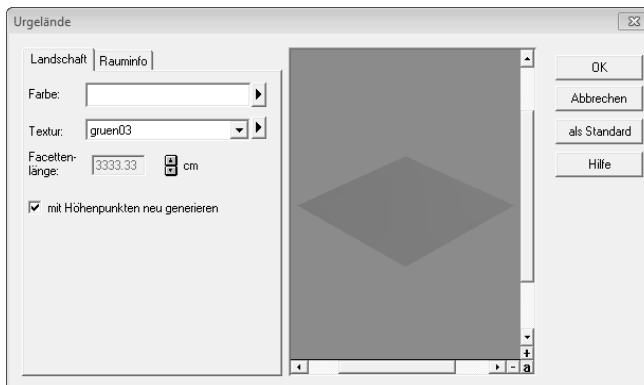 Urgelände
Landschaft Rauminfo
Farbe:
Textur: gruen03
Facetten-
länge: 3333.33 cm
mit Höhenpunkten neu generieren
OK
Abbrechen
als Standard
Hilfe
+
- a